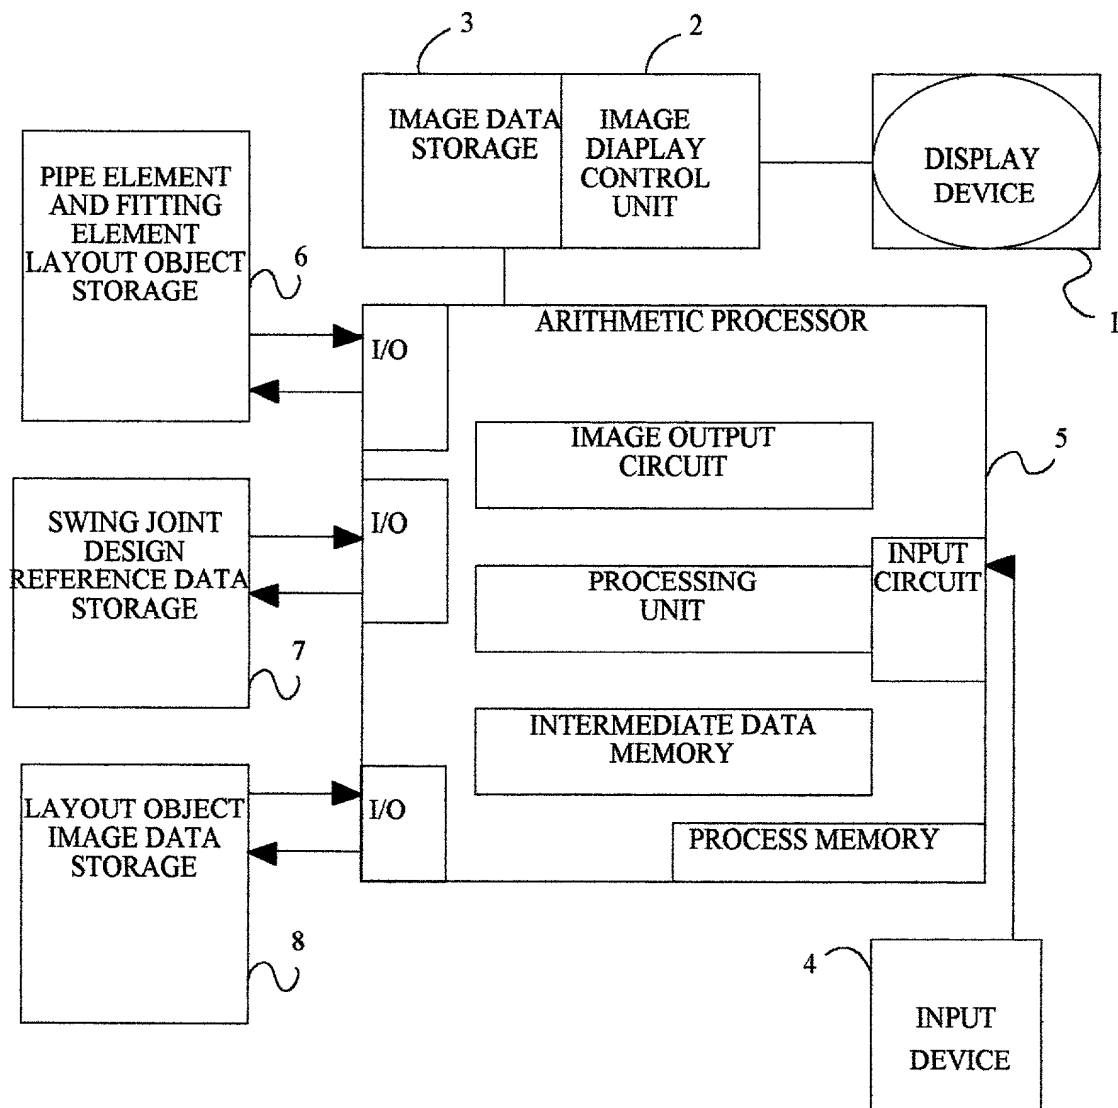 3
2
IMAGE DATA
STORAGE
IMAGE
DIAPLAY
CONTROL
UNIT
DISPLAY
DEVICE
1
PIPE ELEMENT
AND FITTING
ELEMENT
LAYOUT OBJECT
STORAGE
6
ARITHMETIC PROCESSOR
I/O
IMAGE OUTPUT
CIRCUIT
5
SWING JOINT
DESIGN
REFERENCE DATA
STORAGE
7
I/O
PROCESSING
UNIT
INPUT
CIRCUIT
INTERMEDIATE DATA
MEMORY
LAYOUT OBJECT
IMAGE DATA
STORAGE
8
I/O
PROCESS MEMORY
4
INPUT
DEVICE